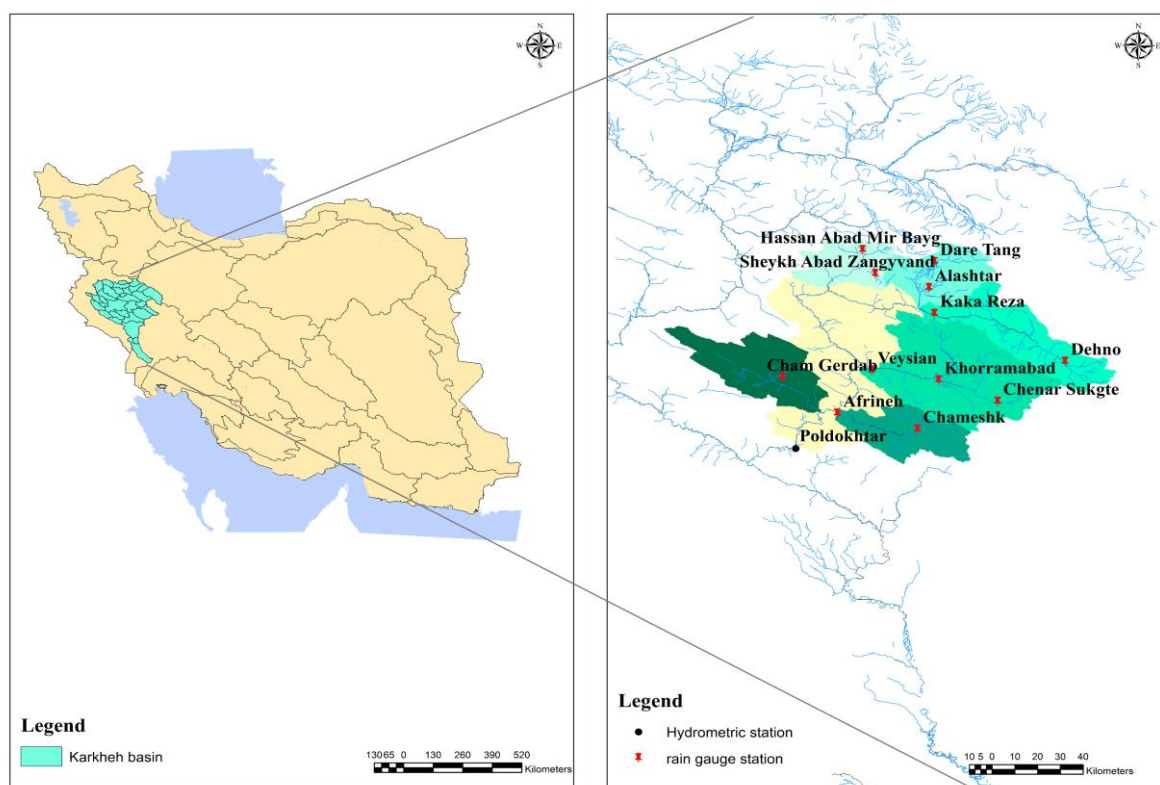 N
W E
S
Legend
Karkheh basin
13065 0 130 260 390 520
Kilometers
N
W E
S
Hassan Abad Mir Bayg
Dare Tang
Sheykh Abad Zangyvand
Alashtar
Kaka Reza
Dehno
Veysian
Cham Gerdab
Khorramabad
Chenar Sukgte
Afrineh
Chameshk
Poldokhtar
Legend
Hydrometric station
rain gauge station
10 5 0 10 20 30 40
Kilometers